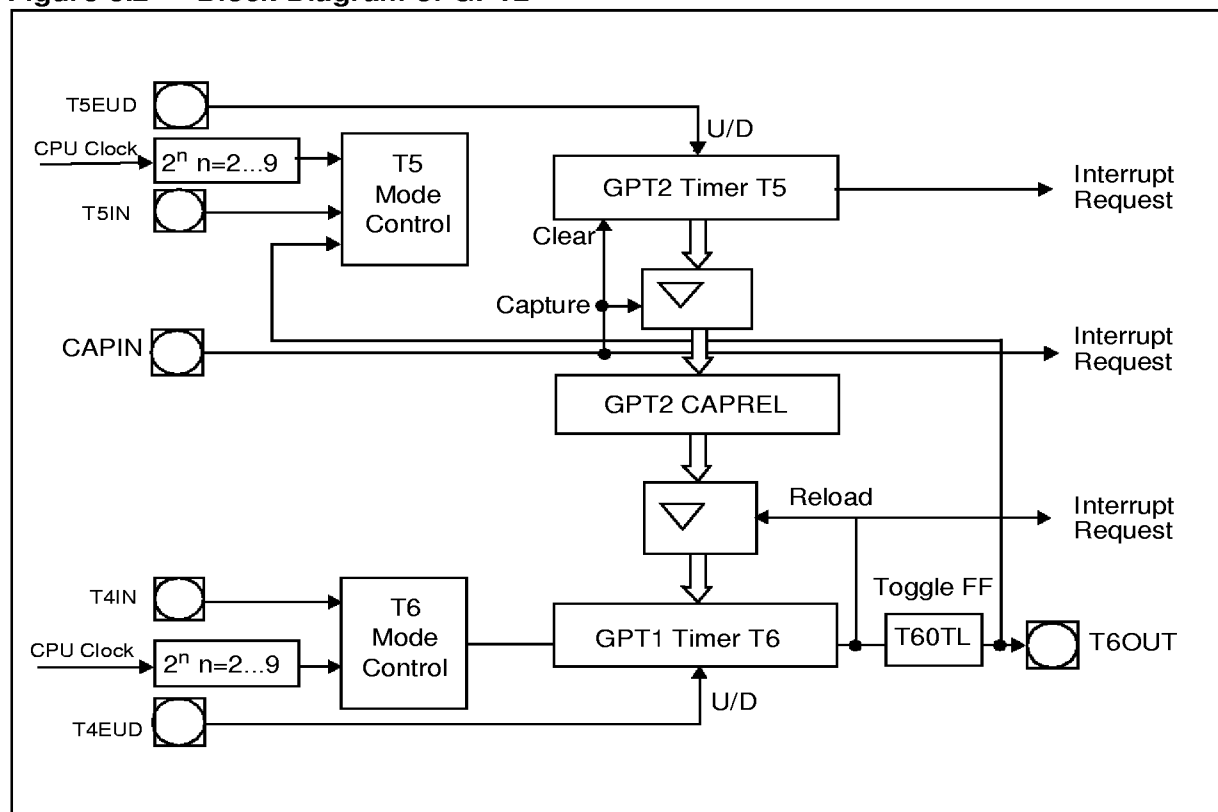 T5EUD
U/D
CPU Clock
2ⁿ n=2...9
T5
Mode
Control
GPT2 Timer T5
Interrupt
Request
T5IN
Clear
Capture
CAPIN
Interrupt
Request
GPT2 CAPREL
Reload
Interrupt
Request
T4IN
T6
Mode
Control
Toggle FF
GPT1 Timer T6
T60TL
T6OUT
CPU Clock
2ⁿ n=2...9
U/D
T4EUD